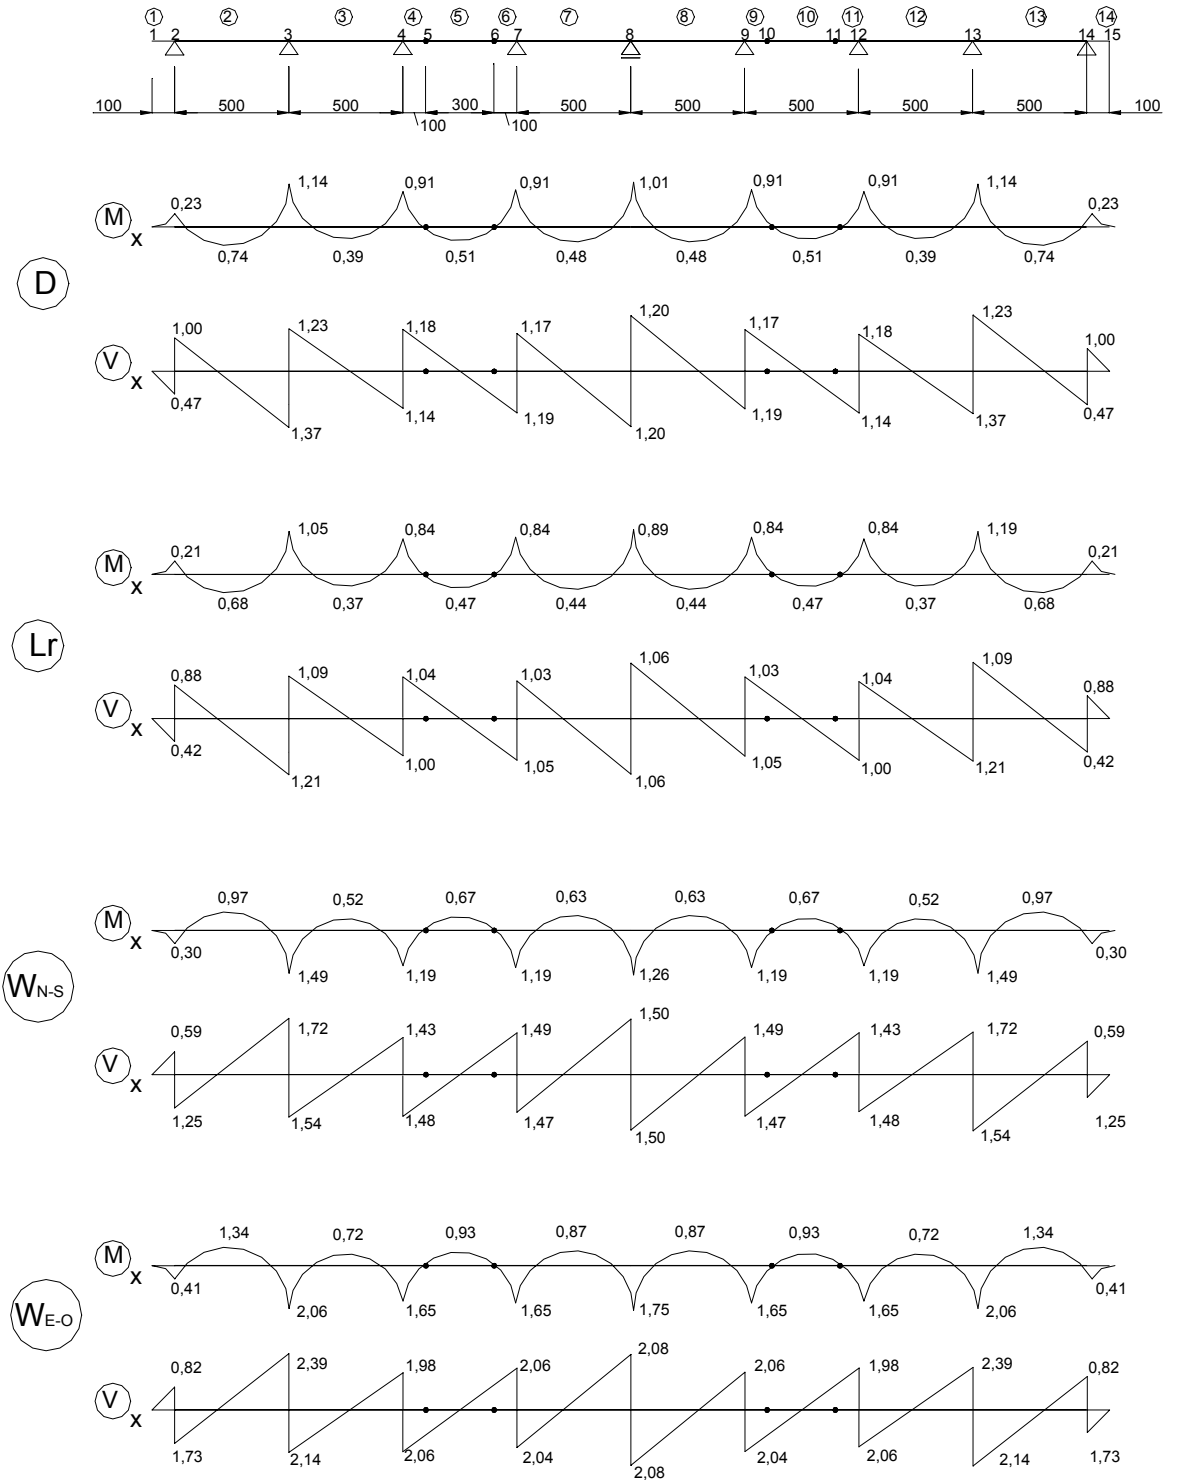 1 2 3 4 5 6 7 8 9 10 11 12 13 14
1 2 3 4 5 6 7 8 9 10 11 12 13 14 15
100 500 500 300 500 500 500 500 500 100
100 100
1,14 0,91 0,91 1,01 0,91 0,91 1,14
0,23 0,23
Mx
0,74 0,39 0,51 0,48 0,48 0,51 0,39 0,74
D
1,00 1,23 1,18 1,17 1,20 1,17 1,18 1,23 1,00
Vx
0,47 1,37 1,14 1,19 1,20 1,19 1,14 1,37 0,47
1,05 0,84 0,84 0,89 0,84 0,84 1,19
0,21 0,21
Mx
0,68 0,37 0,47 0,44 0,44 0,47 0,37 0,68
Lr
0,88 1,09 1,04 1,03 1,06 1,03 1,04 1,09 0,88
Vx
0,42 1,21 1,00 1,05 1,06 1,05 1,00 1,21 0,42
0,97 0,52 0,67 0,63 0,63 0,67 0,52 0,97
Mx
0,30 1,49 1,19 1,19 1,26 1,19 1,19 1,49 0,30
WN-S
0,59 1,72 1,43 1,49 1,50 1,49 1,43 1,72 0,59
Vx
1,25 1,54 1,48 1,47 1,50 1,47 1,48 1,54 1,25
1,34 0,72 0,93 0,87 0,87 0,93 0,72 1,34
Mx
0,41 2,06 1,65 1,65 1,75 1,65 1,65 2,06 0,41
WE-O
0,82 2,39 1,98 2,06 2,08 2,06 1,98 2,39 0,82
Vx
1,73 2,14 2,06 2,04 2,08 2,04 2,06 2,14 1,73